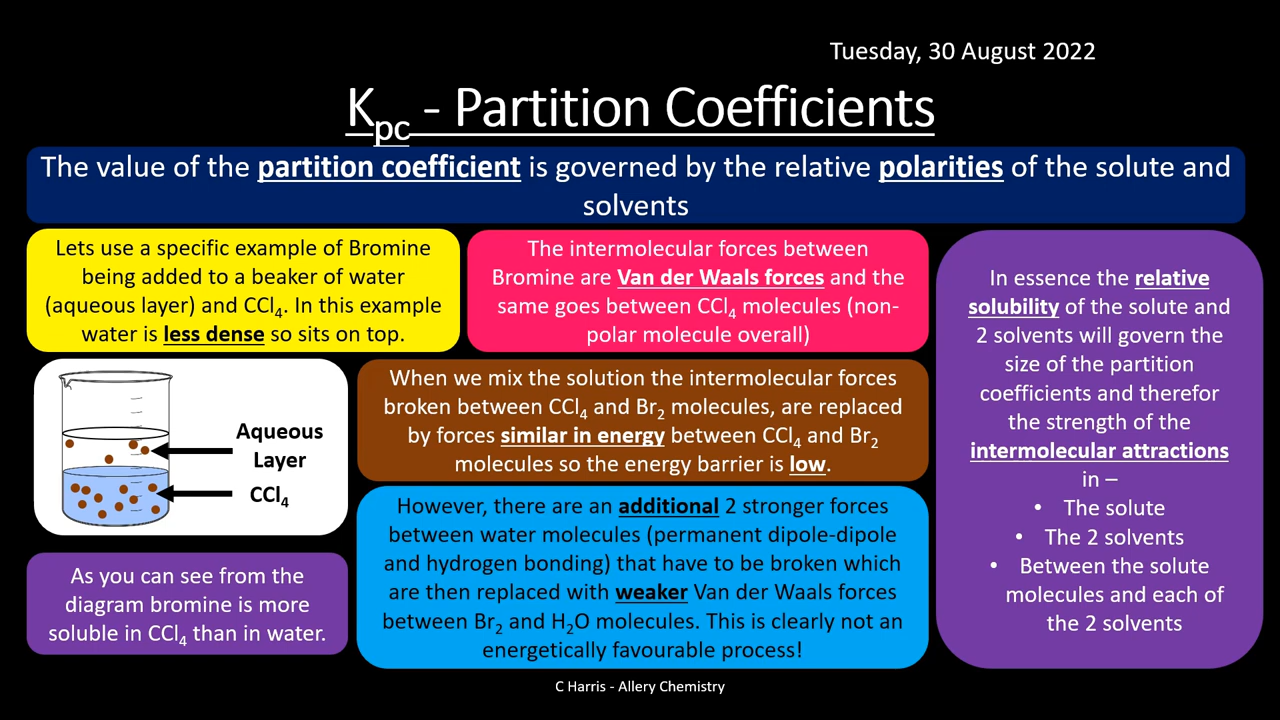 Tuesday, 30 August 2022
Kpc - Partition Coefficients
The value of the partition coefficient is governed by the relative polarities of the solute and
solvents
Lets use a specific example of Bromine
being added to a beaker of water
(aqueous layer) and CCl4. In this example
water is less dense so sits on top.
The intermolecular forces between
Bromine are Van der Waals forces and the
same goes between CCl4 molecules (non-
polar molecule overall)
When we mix the solution the intermolecular forces
broken between CCl4 and Br2 molecules, are replaced
by forces similar in energy between CCl4 and Br2
molecules so the energy barrier is low.
Aqueous
Layer
CCl4
However, there are an additional 2 stronger forces
between water molecules (permanent dipole-dipole
and hydrogen bonding) that have to be broken which
are then replaced with weaker Van der Waals forces
between Br2 and H2O molecules. This is clearly not an
energetically favourable process!
As you can see from the
diagram bromine is more
soluble in CCl4 than in water.
In essence the relative
solubility of the solute and
2 solvents will govern the
size of the partition
coefficients and therefor
the strength of the
intermolecular attractions
in –
• The solute
• The 2 solvents
• Between the solute
molecules and each of
the 2 solvents
C Harris - Allery Chemistry